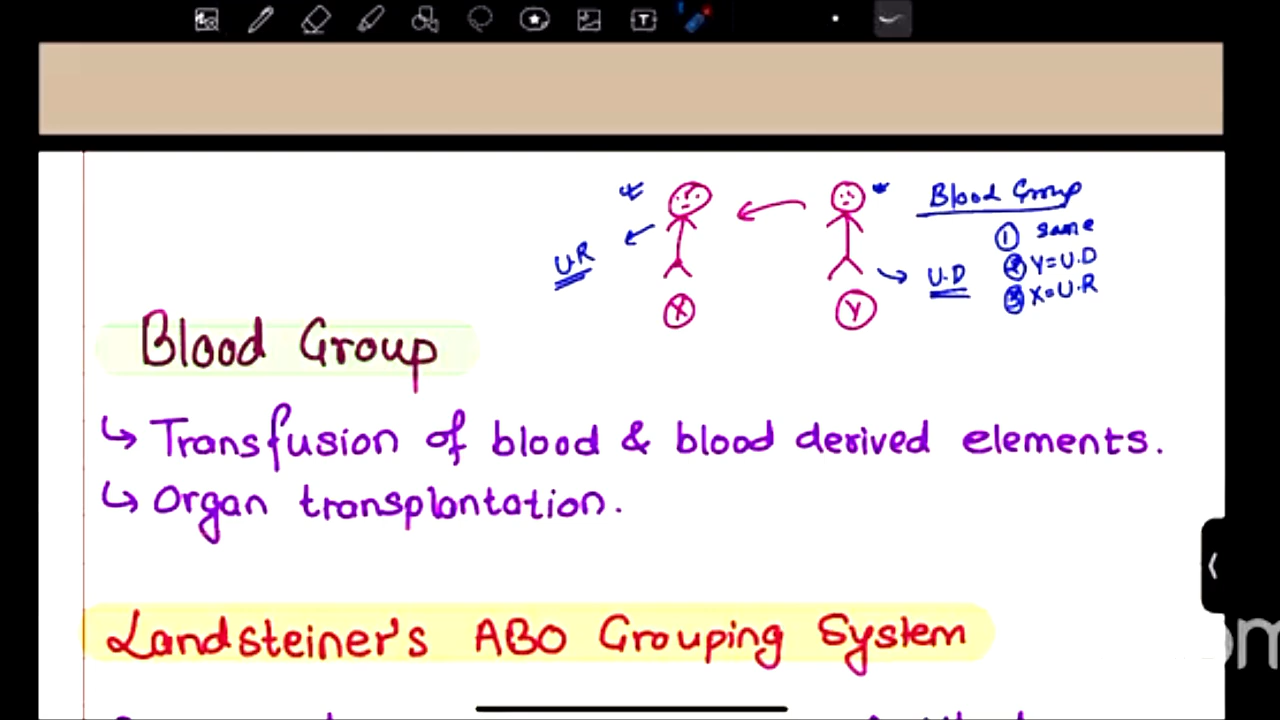 Blood Group
① same
② Y=U.D
③ X=U.R
U.R
U.D
X
Y
Blood Group
↳ Transfusion of blood & blood derived elements.
↳ Organ transplantation.
Landsteiner's ABO Grouping System